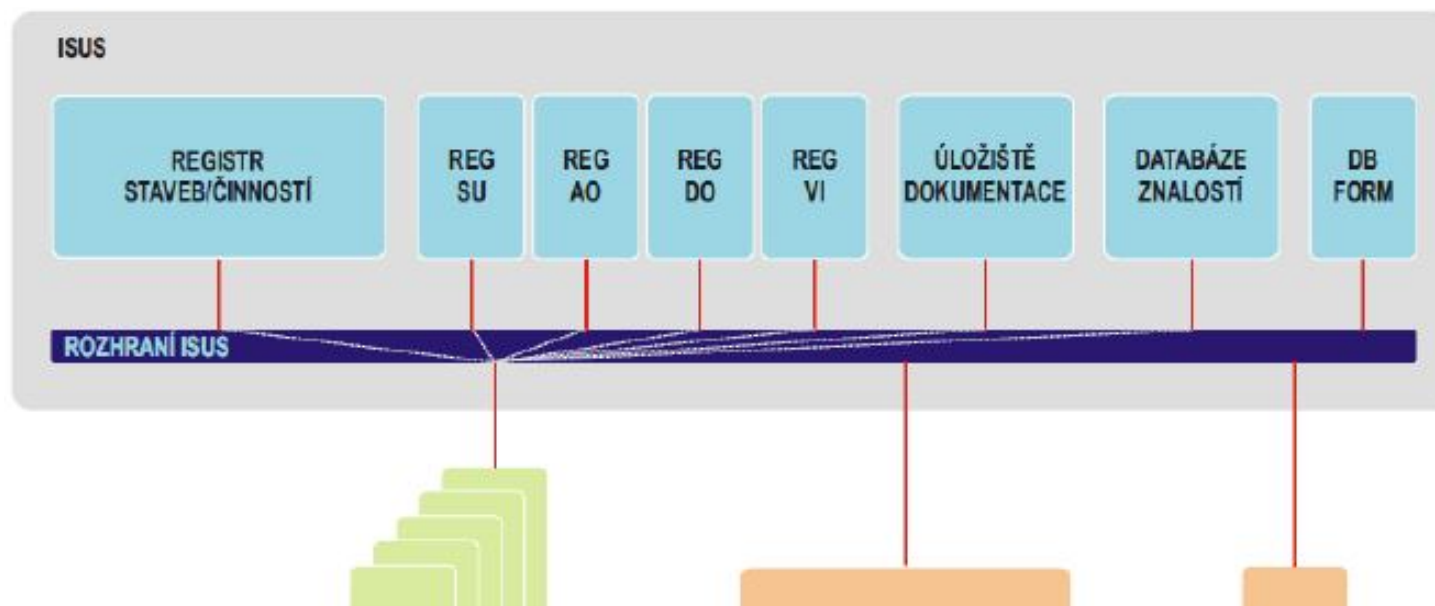 ISUS
REGISTR
STAVEB/ČINNOSTÍ
REG
SU
REG
AO
REG
DO
REG
VI
ÚLOŽIŠTĚ
DOKUMENTACE
DATABÁZE
ZNALOSTÍ
DB
FORM
ROZHRANÍ ISUS